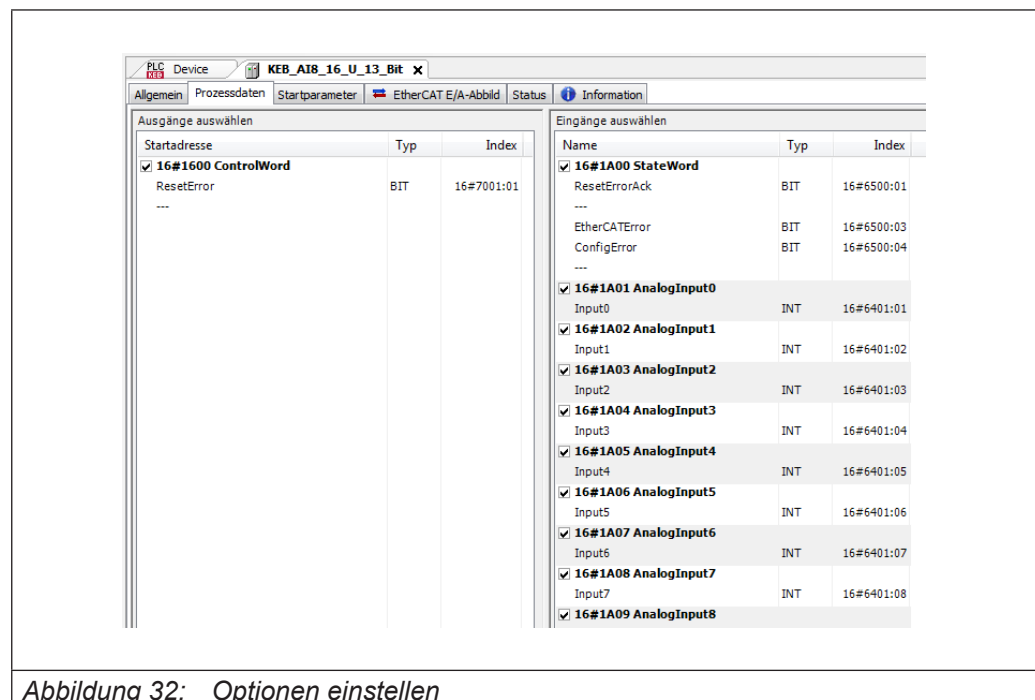 PLC KEB Device KEB_AI8_16_U_13_Bit x
Allgemein Prozessdaten Startparameter EtherCAT E/A-Abbild Status Information
Ausgänge auswählen
Startadresse Typ Index
16#1600 ControlWord
ResetError BIT 16#7001:01
---
Eingänge auswählen
Name Typ Index
16#1A00 StateWord
ResetErrorAck BIT 16#6500:01
---
EtherCATError BIT 16#6500:03
ConfigError BIT 16#6500:04
---
16#1A01 AnalogInput0
Input0 INT 16#6401:01
16#1A02 AnalogInput1
Input1 INT 16#6401:02
16#1A03 AnalogInput2
Input2 INT 16#6401:03
16#1A04 AnalogInput3
Input3 INT 16#6401:04
16#1A05 AnalogInput4
Input4 INT 16#6401:05
16#1A06 AnalogInput5
Input5 INT 16#6401:06
16#1A07 AnalogInput6
Input6 INT 16#6401:07
16#1A08 AnalogInput7
Input7 INT 16#6401:08
16#1A09 AnalogInput8
Abbildung 32: Optionen einstellen